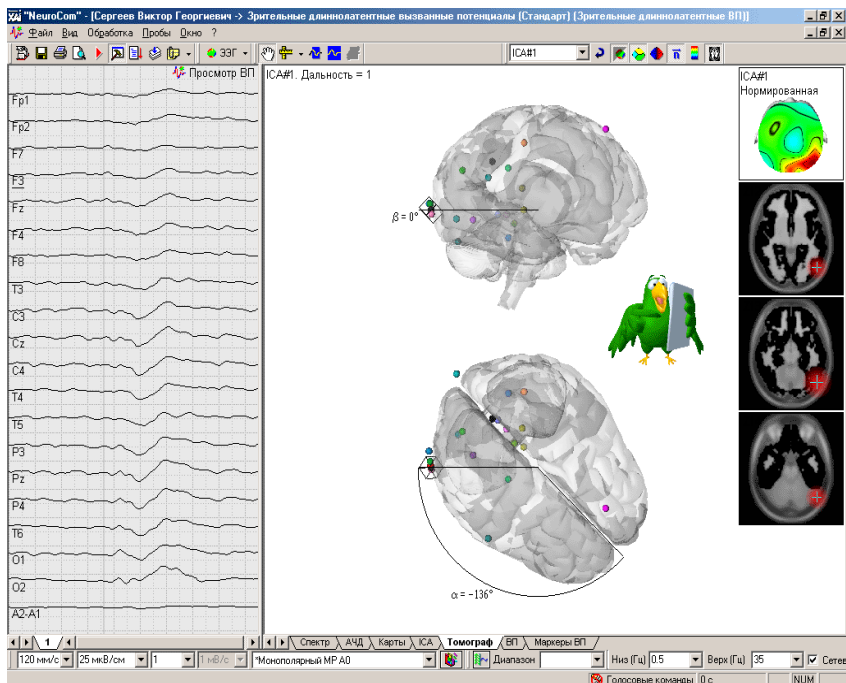 "NeuroCom" - [Сергеев Виктор Георгиевич -> Зрительные длиннолатентные вызванные потенциалы (Стандарт) (Зрительные длиннолатентные ВП)]
Файл Вид Обработка Пробы Окно ?
ЭЭГ ICA#1
Просмотр ВП
Fp1
Fp2
F7
F3
Fz
F4
F8
T3
C3
Cz
C4
T4
T5
P3
Pz
P4
T6
O1
O2
A2-A1
ICA#1. Дальность = 1
β = 0°
α = -136°
ICA#1
Нормированная
1
Спектр АЧД Карты ICA Томограф ВП Маркеры ВП
120 мм/с 25 мкВ/см 1 1 мВ/с *Монополярный МР А0 Диапазон Низ (Гц) 0.5 Верх (Гц) 35 Сетев
Голосовые команды 0 с NUM